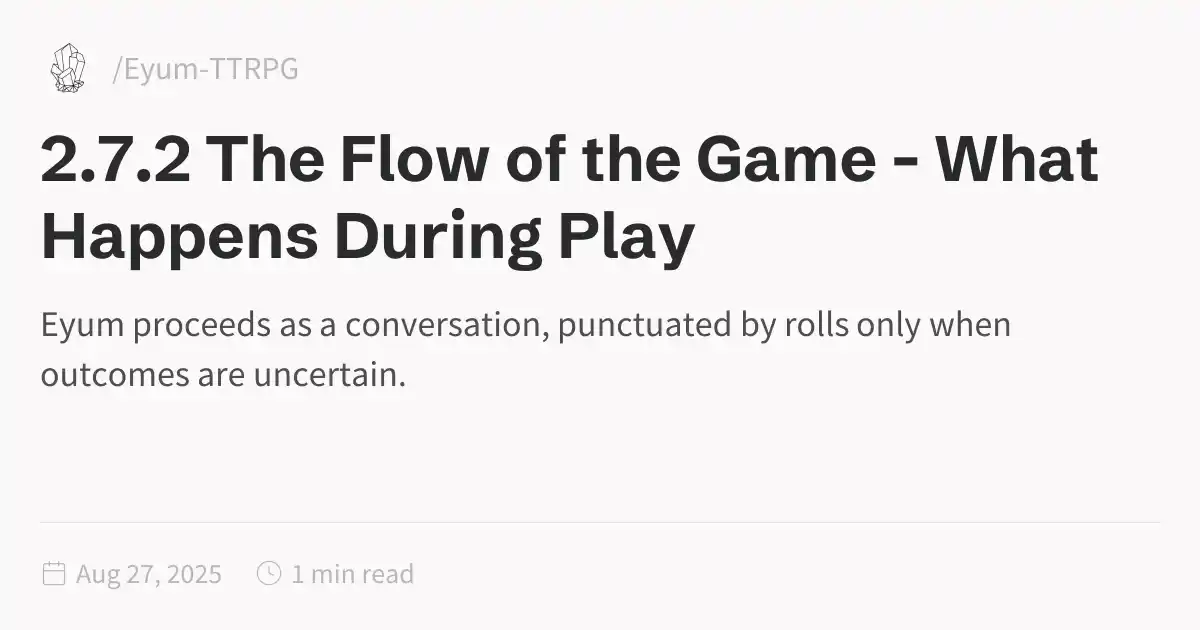 /Eyum-TTRPG
2.7.2 The Flow of the Game – What
Happens During Play
Eyum proceeds as a conversation, punctuated by rolls only when
outcomes are uncertain.
Aug 27, 2025 1 min read